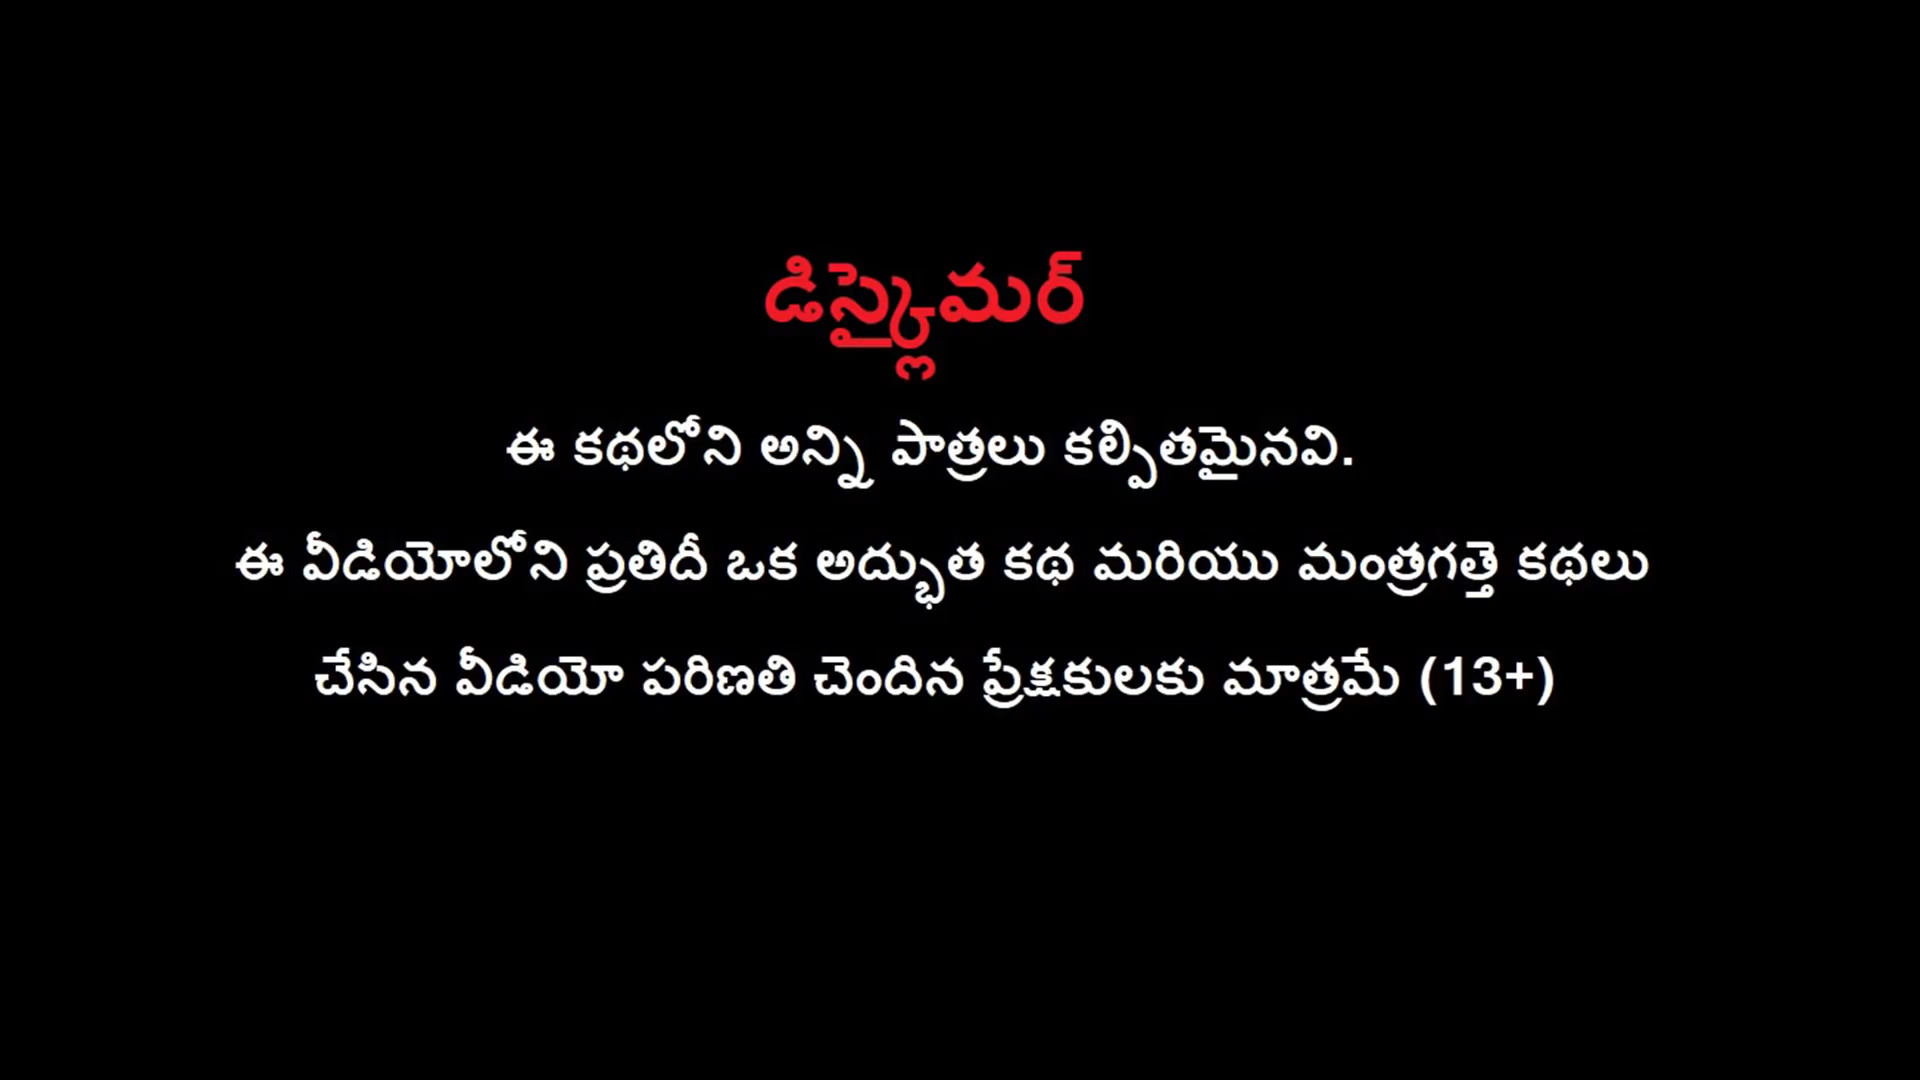 డిస్క్లైమర్
ఈ కథలోని అన్ని పాత్రలు కల్పితమైనవి.
ఈ వీడియోలోని ప్రతిదీ ఒక అద్భుత కథ మరియు మంత్రగత్తె కథలు
చేసిన వీడియో పరిణతి చెందిన ప్రేక్షకులకు మాత్రమే (13+)